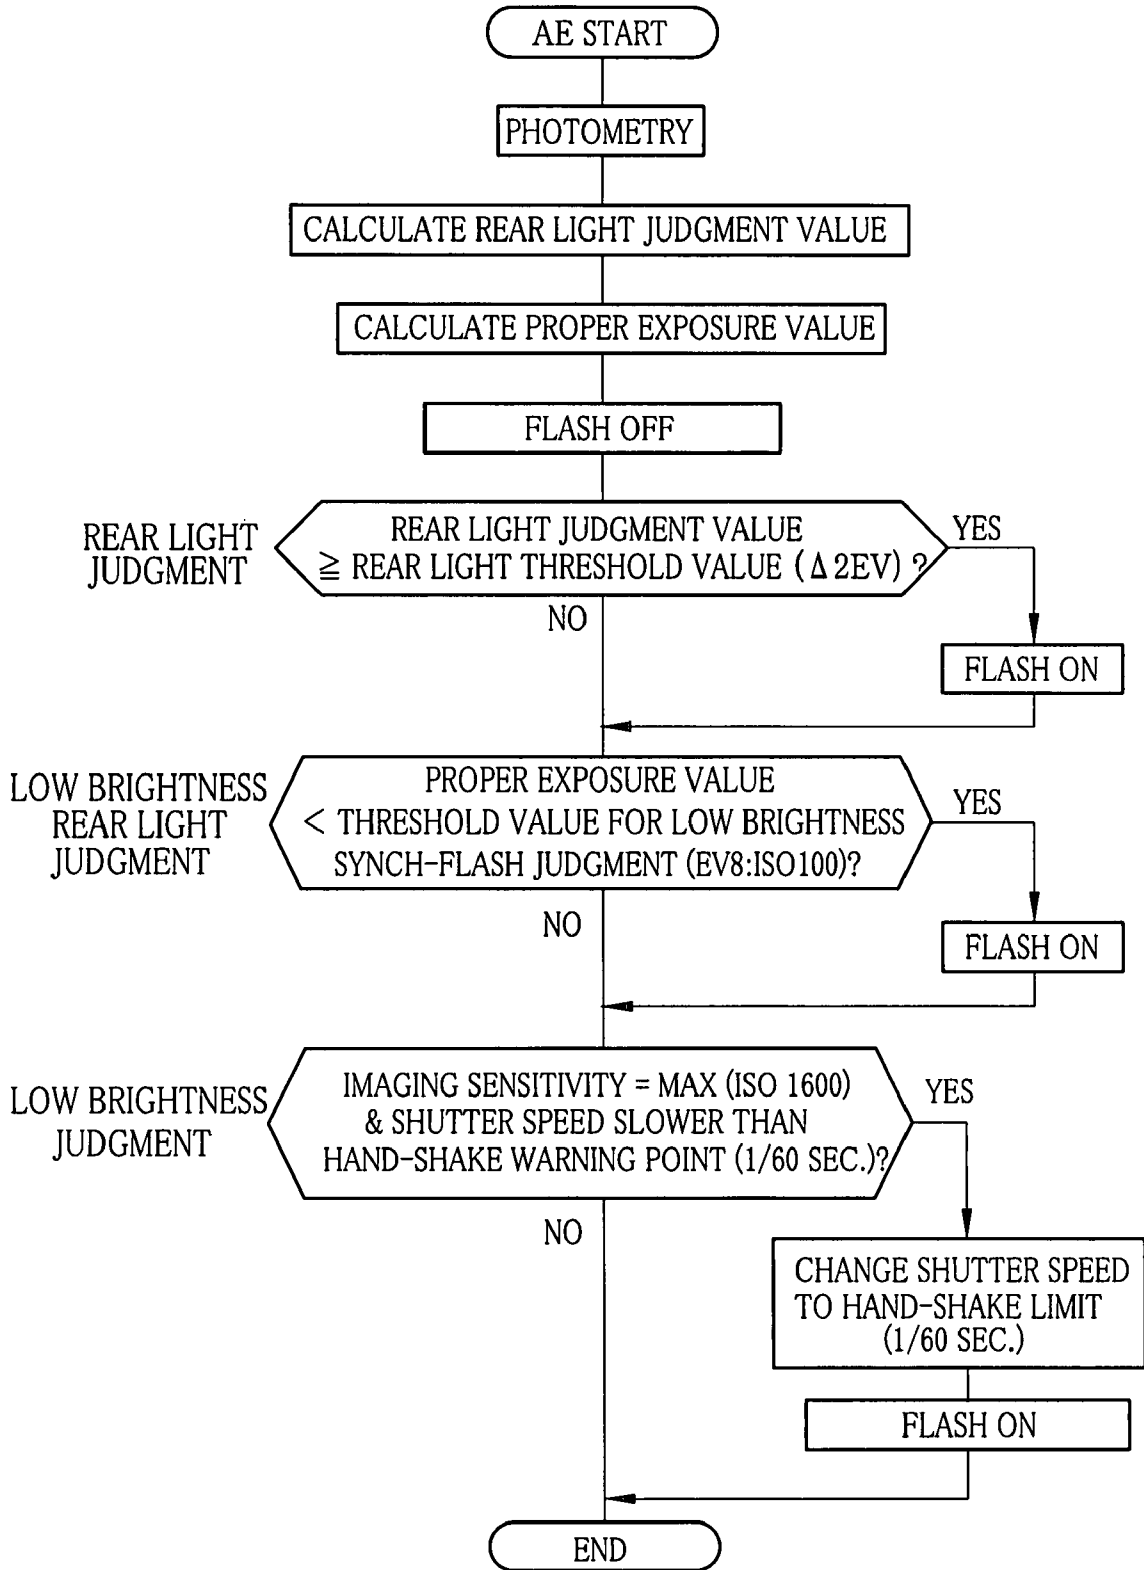 AE START
PHOTOMETRY
CALCULATE REAR LIGHT JUDGMENT VALUE
CALCULATE PROPER EXPOSURE VALUE
FLASH OFF
REAR LIGHT
JUDGMENT
REAR LIGHT JUDGMENT VALUE
≧ REAR LIGHT THRESHOLD VALUE (Δ2EV) ?
YES
NO
FLASH ON
LOW BRIGHTNESS
REAR LIGHT
JUDGMENT
PROPER EXPOSURE VALUE
< THRESHOLD VALUE FOR LOW BRIGHTNESS
SYNCH-FLASH JUDGMENT (EV8:ISO100)?
YES
NO
FLASH ON
LOW BRIGHTNESS
JUDGMENT
IMAGING SENSITIVITY = MAX (ISO 1600)
& SHUTTER SPEED SLOWER THAN
HAND-SHAKE WARNING POINT (1/60 SEC.)?
YES
NO
CHANGE SHUTTER SPEED
TO HAND-SHAKE LIMIT
(1/60 SEC.)
FLASH ON
END